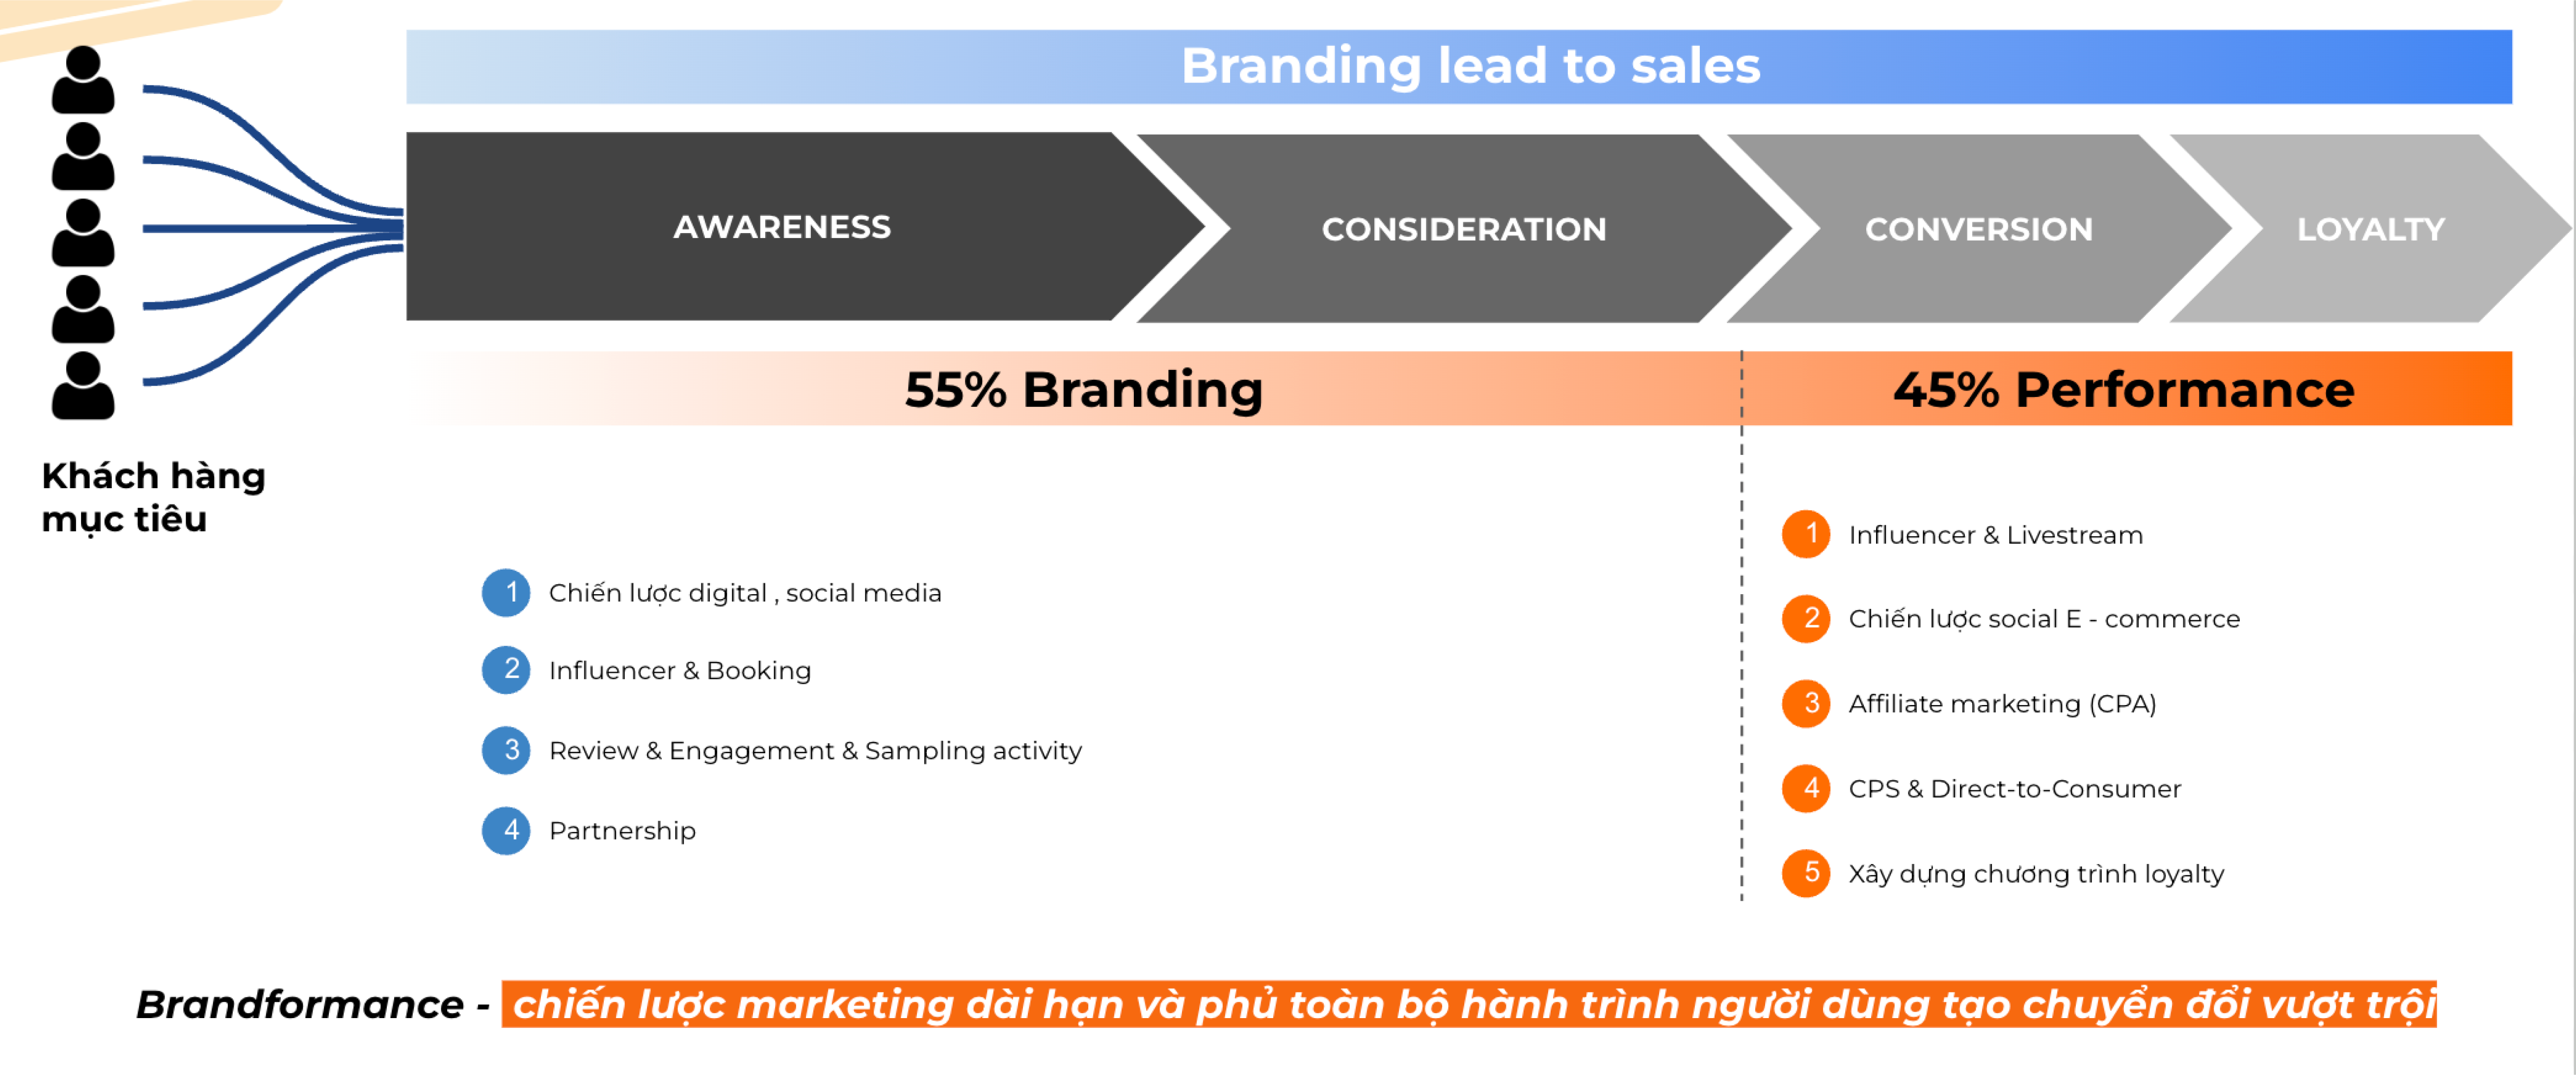 Branding lead to sales
AWARENESS
CONSIDERATION
CONVERSION
LOYALTY
55% Branding
45% Performance
Khách hàng
mục tiêu
1 Chiến lược digital , social media
2 Influencer & Booking
3 Review & Engagement & Sampling activity
4 Partnership
1 Influencer & Livestream
2 Chiến lược social E - commerce
3 Affiliate marketing (CPA)
4 CPS & Direct-to-Consumer
5 Xây dựng chương trình loyalty
Brandformance - chiến lược marketing dài hạn và phủ toàn bộ hành trình người dùng tạo chuyển đổi vượt trội